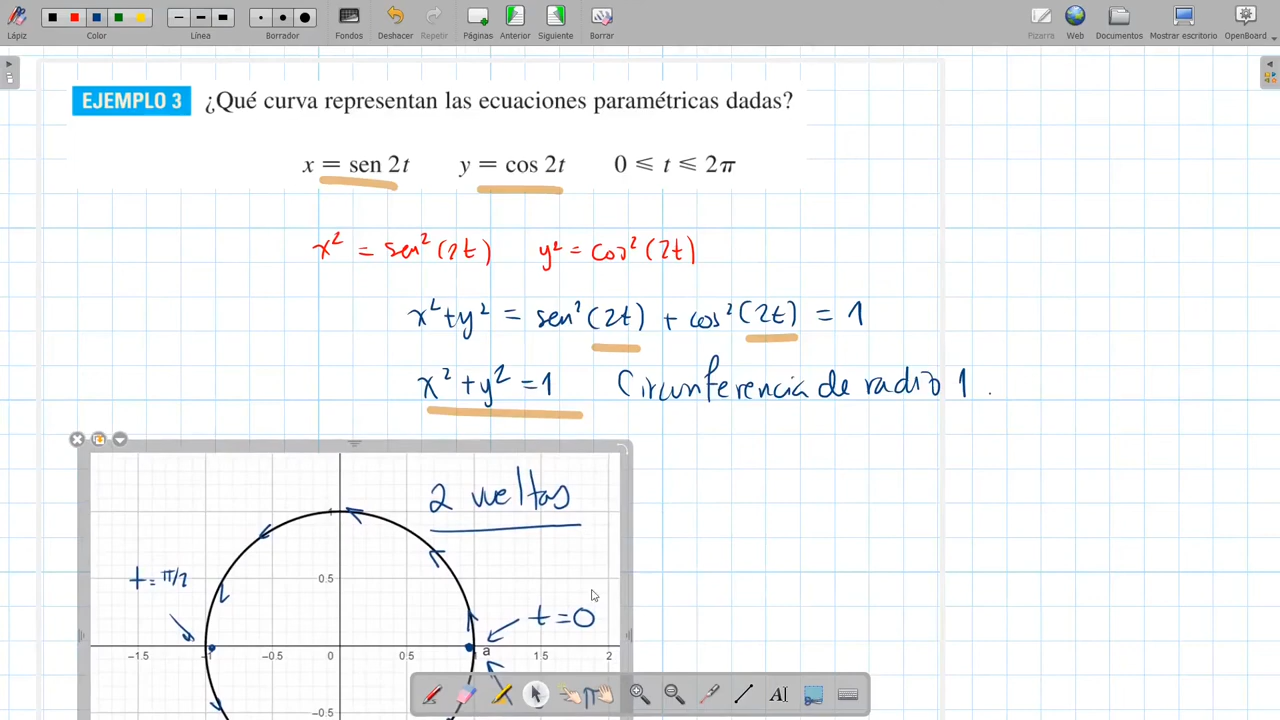 Lápiz
Color
Línea
Borrador
Fondos
Deshacer
Repetir
Páginas
Anterior
Siguiente
Borrar
Pizarra
Web
Documentos
Mostrar escritorio
OpenBoard
EJEMPLO 3 ¿Qué curva representan las ecuaciones paramétricas dadas?
x = sen 2t y = cos 2t 0 ⩽ t ⩽ 2π
x² = sen² (2t) y² = cos² (2t)
x² + y² = sen² (2t) + cos² (2t) = 1
x² + y² = 1 Circunferencia de radio 1.
2 vueltas
1
t = π/2
0.5
t = 0
-1.5 -1 -0.5 0 0.5 1 a 1.5 2
-0.5